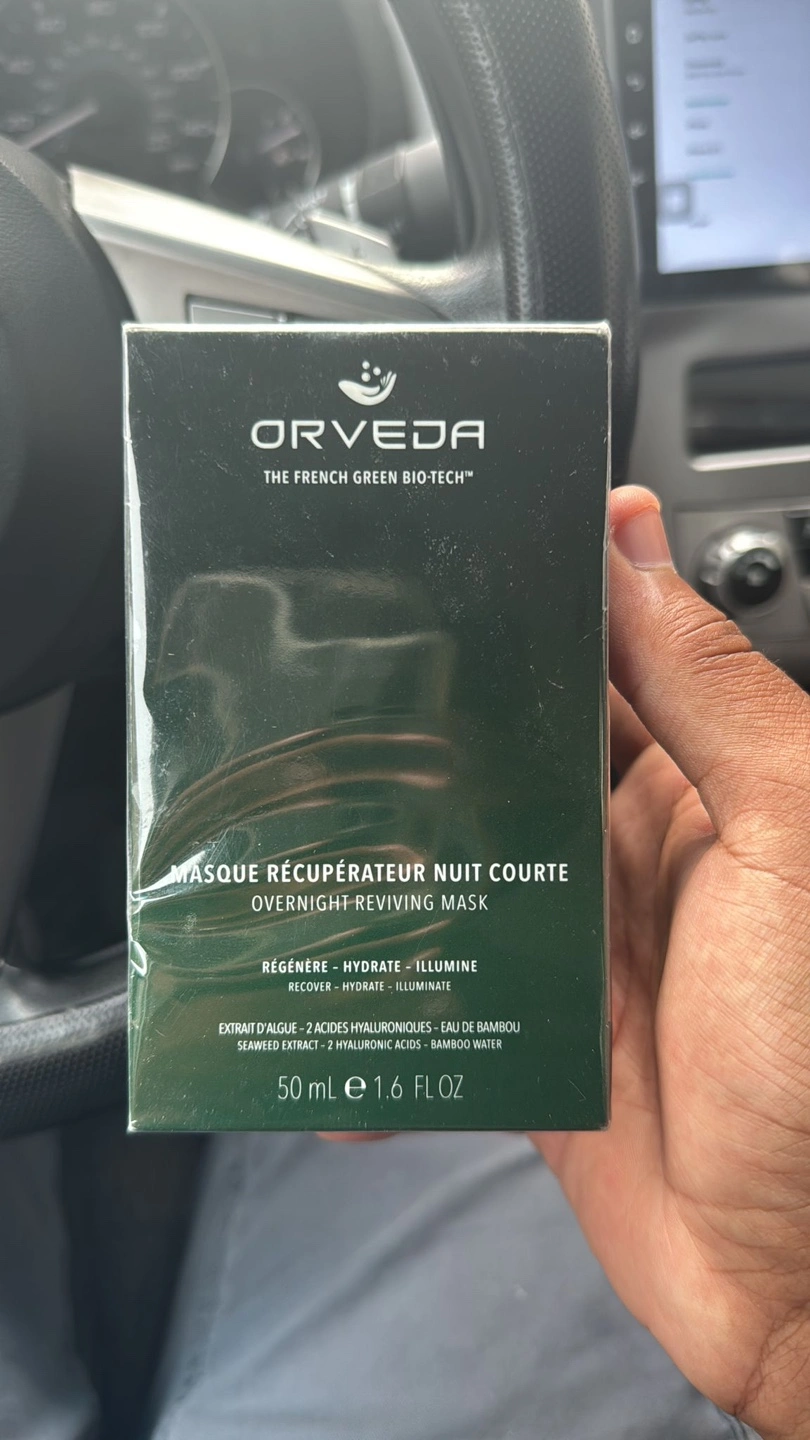 ORVEDA
THE FRENCH GREEN BIO-TECH™
MASQUE RÉCUPÉRATEUR NUIT COURTE
OVERNIGHT REVIVING MASK
RÉGÉNÈRE - HYDRATE - ILLUMINE
RECOVER - HYDRATE - ILLUMINATE
EXTRAIT D'ALGUE - 2 ACIDES HYALURONIQUES - EAU DE BAMBOU
SEAWEED EXTRACT - 2 HYALURONIC ACIDS - BAMBOO WATER
50 mL ℮ 1.6 FL OZ